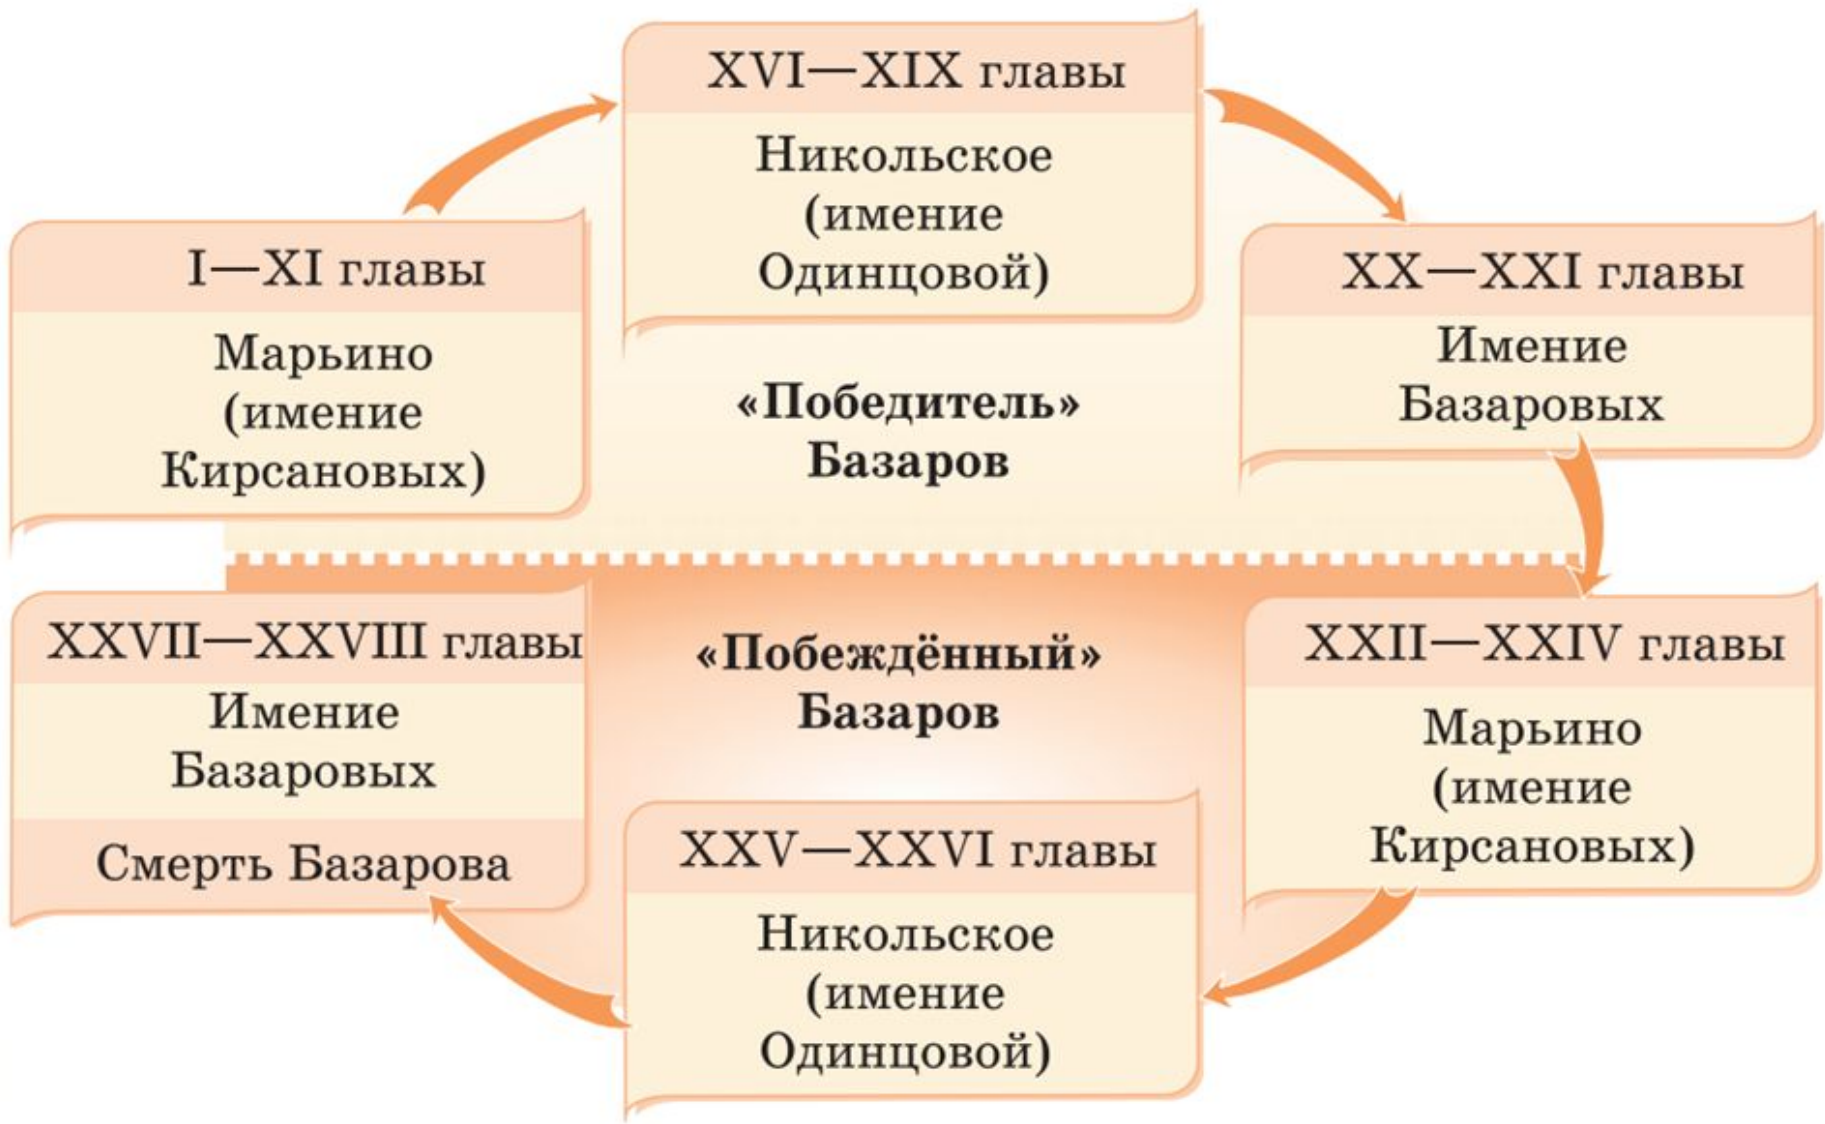 XVI—XIX главы
Никольское
(имение
Одинцовой)
I—XI главы
Марьино
(имение
Кирсановых)
XX—XXI главы
Имение
Базаровых
«Победитель»
Базаров
«Побеждённый»
Базаров
XXVII—XXVIII главы
Имение
Базаровых
Смерть Базарова
XXII—XXIV главы
Марьино
(имение
Кирсановых)
XXV—XXVI главы
Никольское
(имение
Одинцовой)